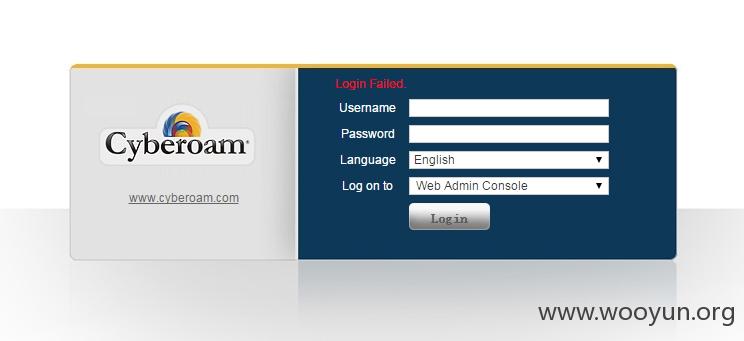 Cyberoam®
www.cyberoam.com
Login Failed.
Username
Password
Language English
Log on to Web Admin Console
Login
www.wooyun.org